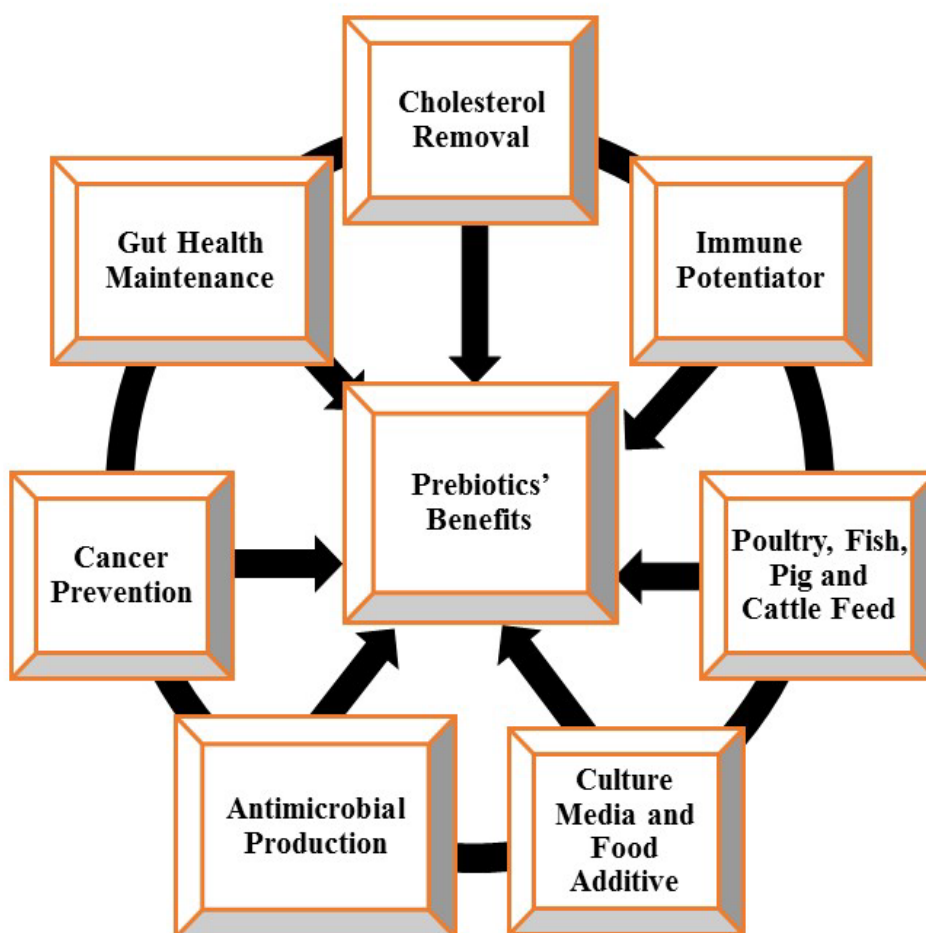 Cholesterol
Removal
Gut Health
Maintenance
Immune
Potentiator
Prebiotics’
Benefits
Cancer
Prevention
Poultry, Fish,
Pig and
Cattle Feed
Antimicrobial
Production
Culture
Media and
Food
Additive